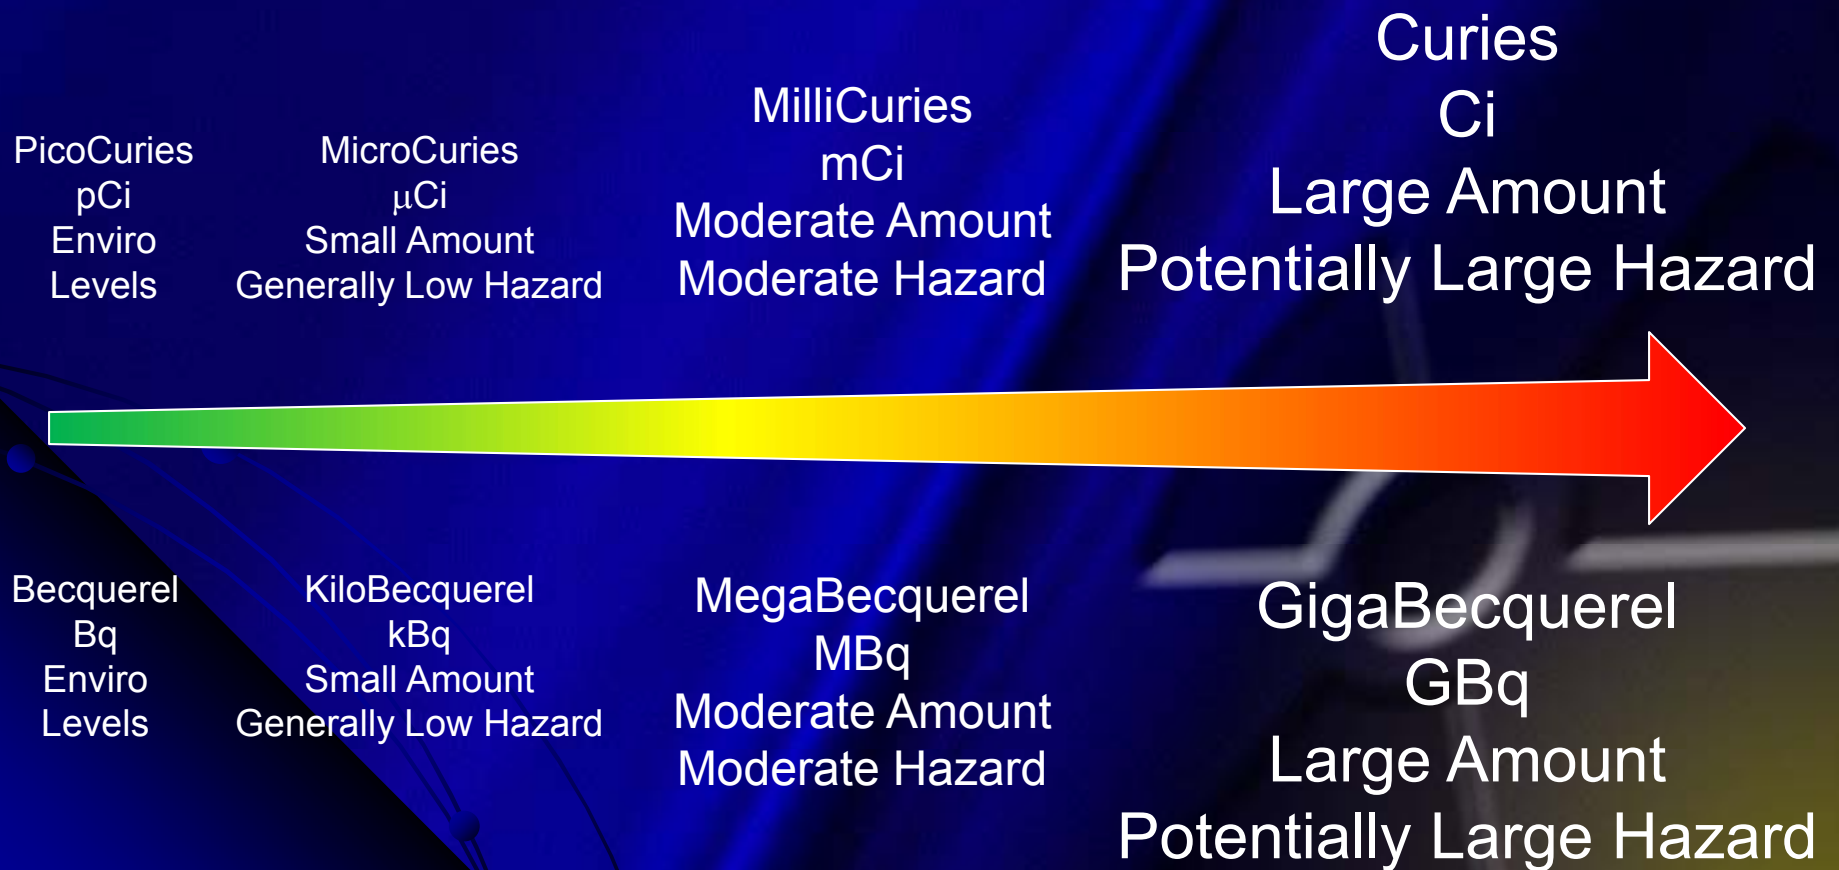 PicoCuries
pCi
Enviro
Levels
MicroCuries
μCi
Small Amount
Generally Low Hazard
MilliCuries
mCi
Moderate Amount
Moderate Hazard
Curies
Ci
Large Amount
Potentially Large Hazard
Becquerel
Bq
Enviro
Levels
KiloBecquerel
kBq
Small Amount
Generally Low Hazard
MegaBecquerel
MBq
Moderate Amount
Moderate Hazard
GigaBecquerel
GBq
Large Amount
Potentially Large Hazard